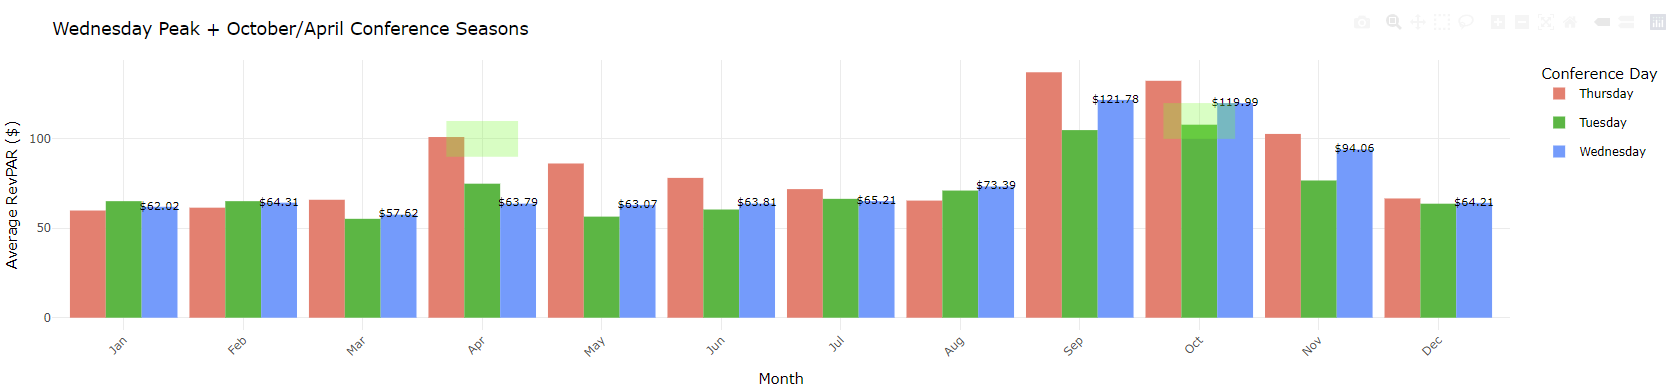 Wednesday Peak + October/April Conference Seasons
Conference Day
Thursday
Tuesday
Wednesday
Average RevPAR ($)
100
50
0
$62.02
$64.31
$57.62
$63.79
$63.07
$63.81
$65.21
$73.39
$121.78
$119.99
$94.06
$64.21
Jan
Feb
Mar
Apr
May
Jun
Jul
Aug
Sep
Oct
Nov
Dec
Month